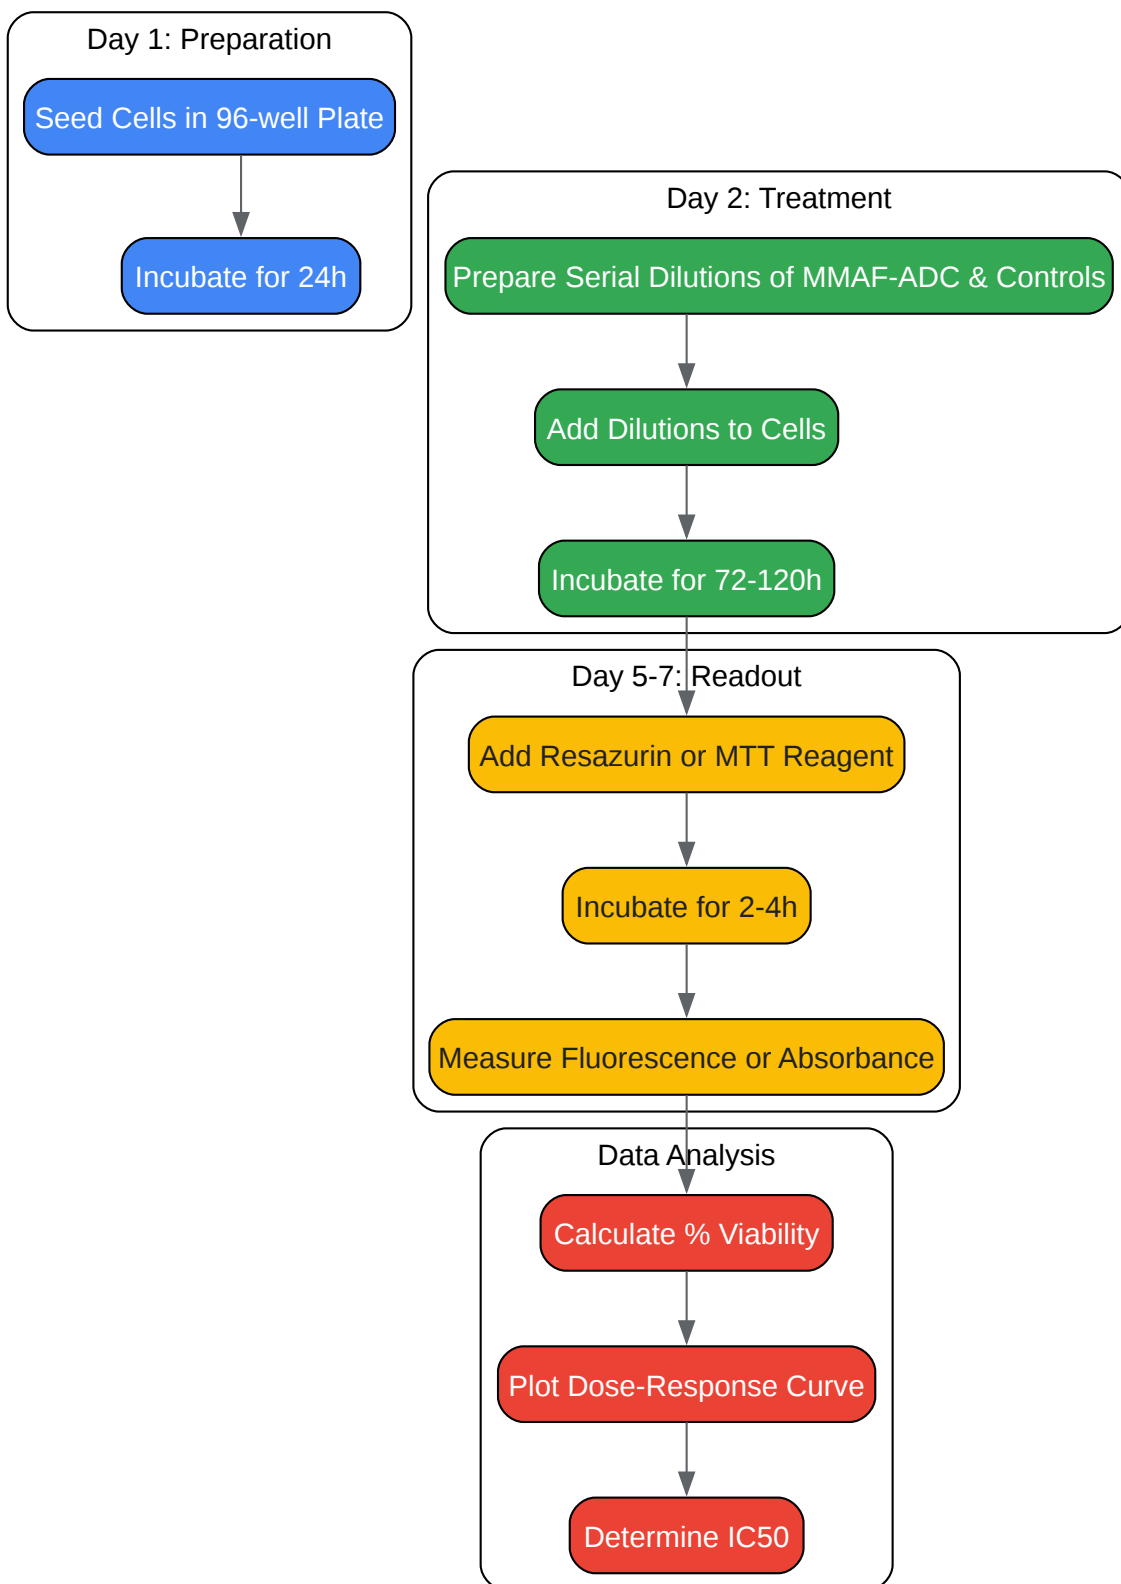 Day 1: Preparation
Seed Cells in 96-well Plate
Incubate for 24h
Day 2: Treatment
Prepare Serial Dilutions of MMAF-ADC & Controls
Add Dilutions to Cells
Incubate for 72-120h
Day 5-7: Readout
Add Resazurin or MTT Reagent
Incubate for 2-4h
Measure Fluorescence or Absorbance
Data Analysis
Calculate % Viability
Plot Dose-Response Curve
Determine IC50